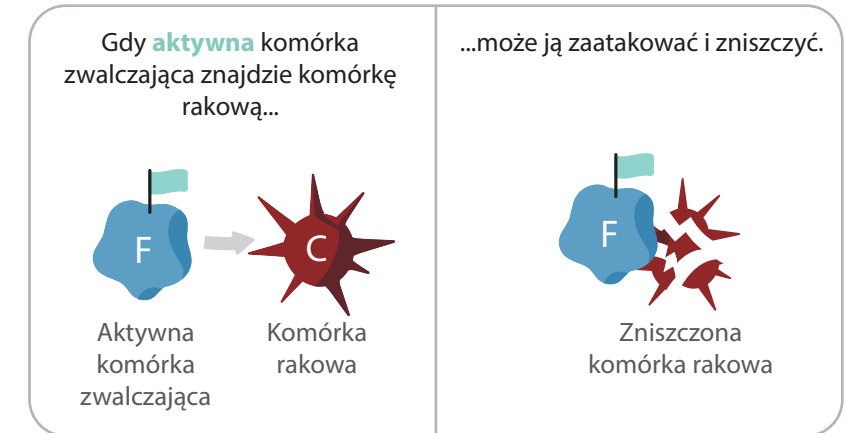 Gdy aktywna komórka
zwalczająca znajdzie komórkę
rakową...
F
C
Aktywna
komórka
zwalczająca
Komórka
rakowa
...może ją zaatakować i zniszczyć.
F
Zniszczona
komórka rakowa